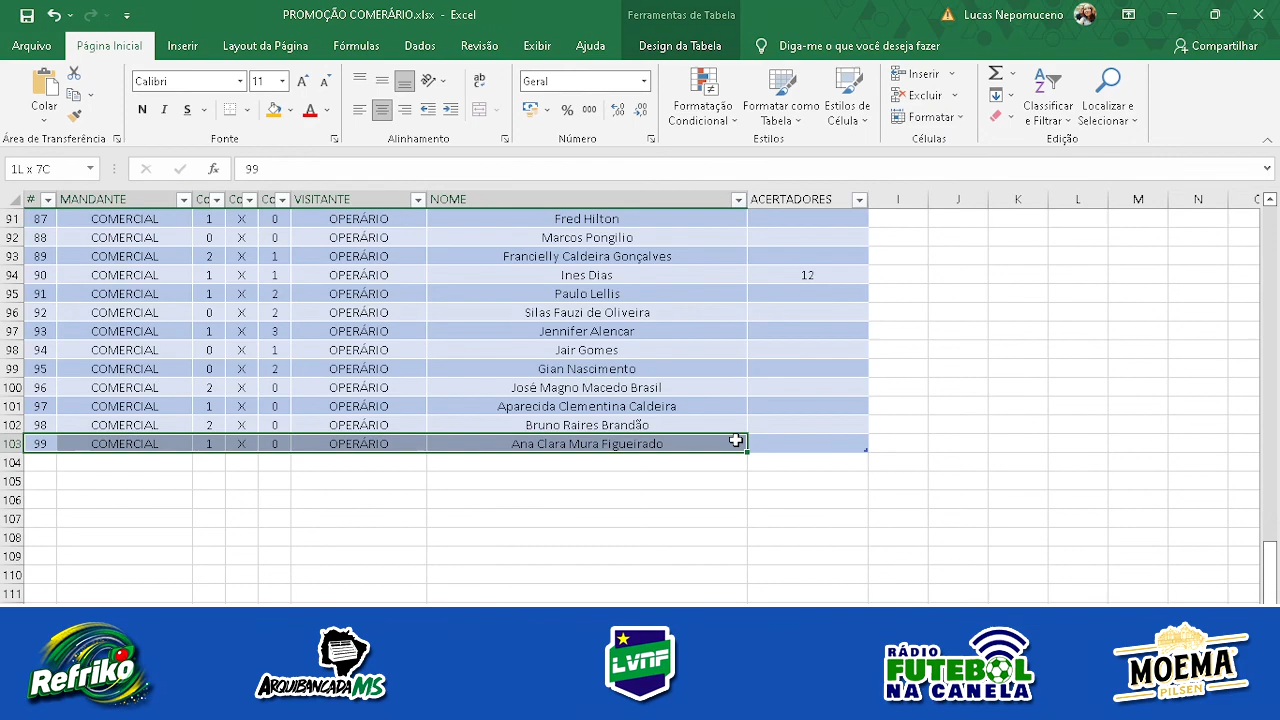 PROMOÇÃO COMERÁRIO.xlsx - Excel
Ferramentas de Tabela
Lucas Nepomuceno
Arquivo Página Inicial Inserir Layout da Página Fórmulas Dados Revisão Exibir Ajuda Design da Tabela Diga-me o que você deseja fazer Compartilhar
Colar
Calibri 11
N I S
ab
Geral
% 000
Formatação Condicional
Formatar como Tabela
Estilos de Célula
Inserir
Excluir
Formatar
Classificar e Filtrar
Localizar e Selecionar
Área de Transferência Fonte Alinhamento Número Estilos Células Edição
1L x 7C fx 99
# MANDANTE Co Co Co VISITANTE NOME ACERTADORES I J K L M N
91 87 COMERCIAL 1 X 0 OPERÁRIO Fred Hilton
92 88 COMERCIAL 0 X 0 OPERÁRIO Marcos Pongilio
93 89 COMERCIAL 2 X 1 OPERÁRIO Francielly Caldeira Gonçalves
94 90 COMERCIAL 1 X 1 OPERÁRIO Ines Dias 12
95 91 COMERCIAL 1 X 2 OPERÁRIO Paulo Lellis
96 92 COMERCIAL 0 X 2 OPERÁRIO Silas Fauzi de Oliveira
97 93 COMERCIAL 1 X 3 OPERÁRIO Jennifer Alencar
98 94 COMERCIAL 0 X 1 OPERÁRIO Jair Gomes
99 95 COMERCIAL 0 X 2 OPERÁRIO Gian Nascimento
100 96 COMERCIAL 2 X 0 OPERÁRIO José Magno Macedo Brasil
101 97 COMERCIAL 1 X 0 OPERÁRIO Aparecida Clementina Caldeira
102 98 COMERCIAL 2 X 0 OPERÁRIO Bruno Raires Brandão
103 99 COMERCIAL 1 X 0 OPERÁRIO Ana Clara Mura Figueirado
104
105
106
107
108
109
110
111
Refriko
ARQUIBANCADA MS
LVNF
RÁDIO
FUTEBOL
NA CANELA
MOEMA
PILSEN